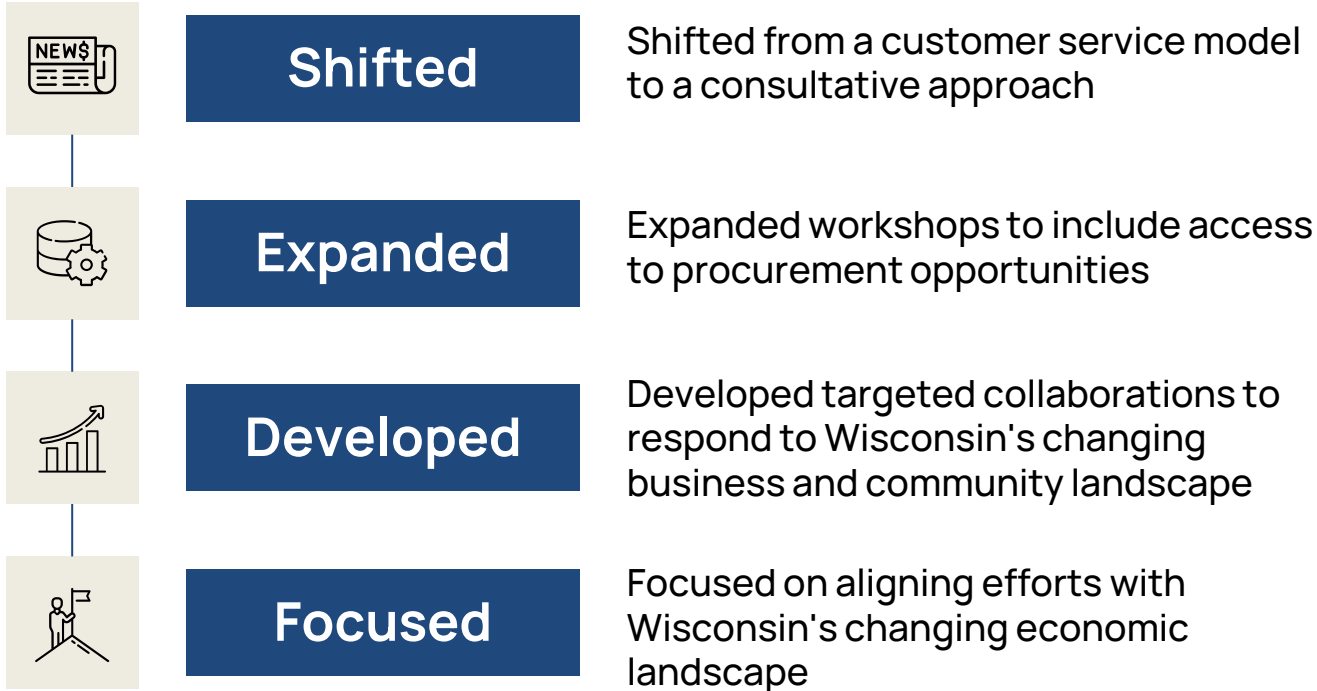 NEW$
Shifted
Shifted from a customer service model
to a consultative approach
Expanded
Expanded workshops to include access
to procurement opportunities
Developed
Developed targeted collaborations to
respond to Wisconsin's changing
business and community landscape
Focused
Focused on aligning efforts with
Wisconsin's changing economic
landscape